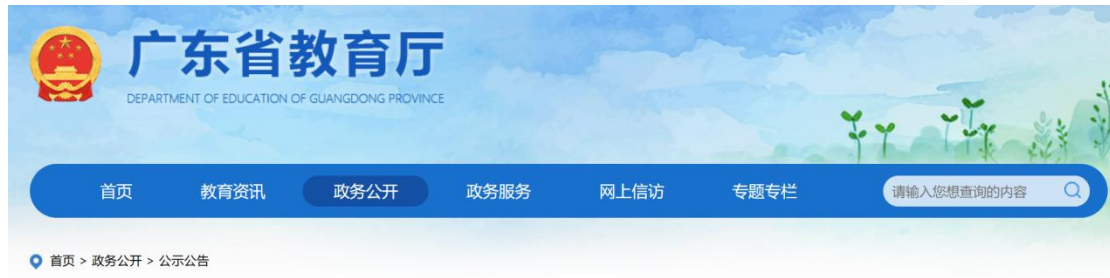 广东省教育厅
DEPARTMENT OF EDUCATION OF GUANGDONG PROVINCE
首页 教育资讯 政务公开 政务服务 网上信访 专题专栏 请输入您想查询的内容
首页 > 政务公开 > 公示公告